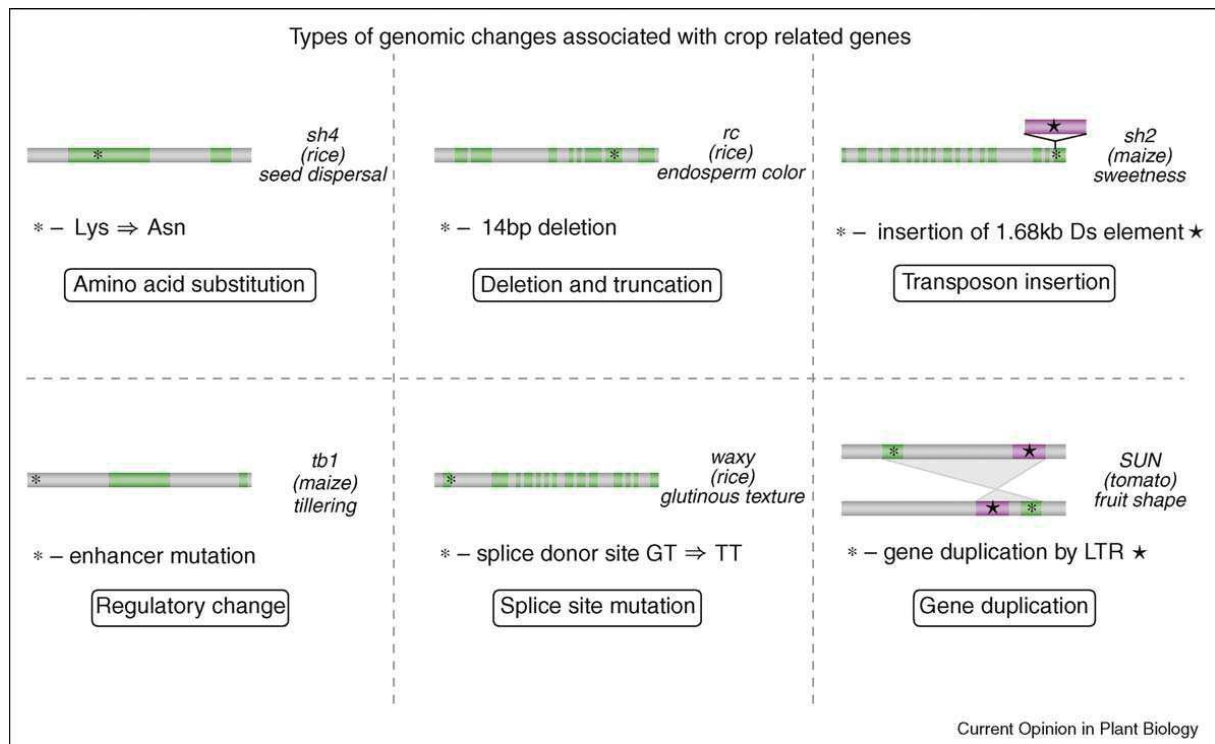 Types of genomic changes associated with crop related genes
sh4
(rice)
seed dispersal
* – Lys ⇒ Asn
Amino acid substitution
rc
(rice)
endosperm color
* – 14bp deletion
Deletion and truncation
sh2
(maize)
sweetness
* – insertion of 1.68kb Ds element ★
Transposon insertion
tb1
(maize)
tillering
* – enhancer mutation
Regulatory change
waxy
(rice)
glutinous texture
* – splice donor site GT ⇒ TT
Splice site mutation
SUN
(tomato)
fruit shape
* – gene duplication by LTR ★
Gene duplication
Current Opinion in Plant Biology